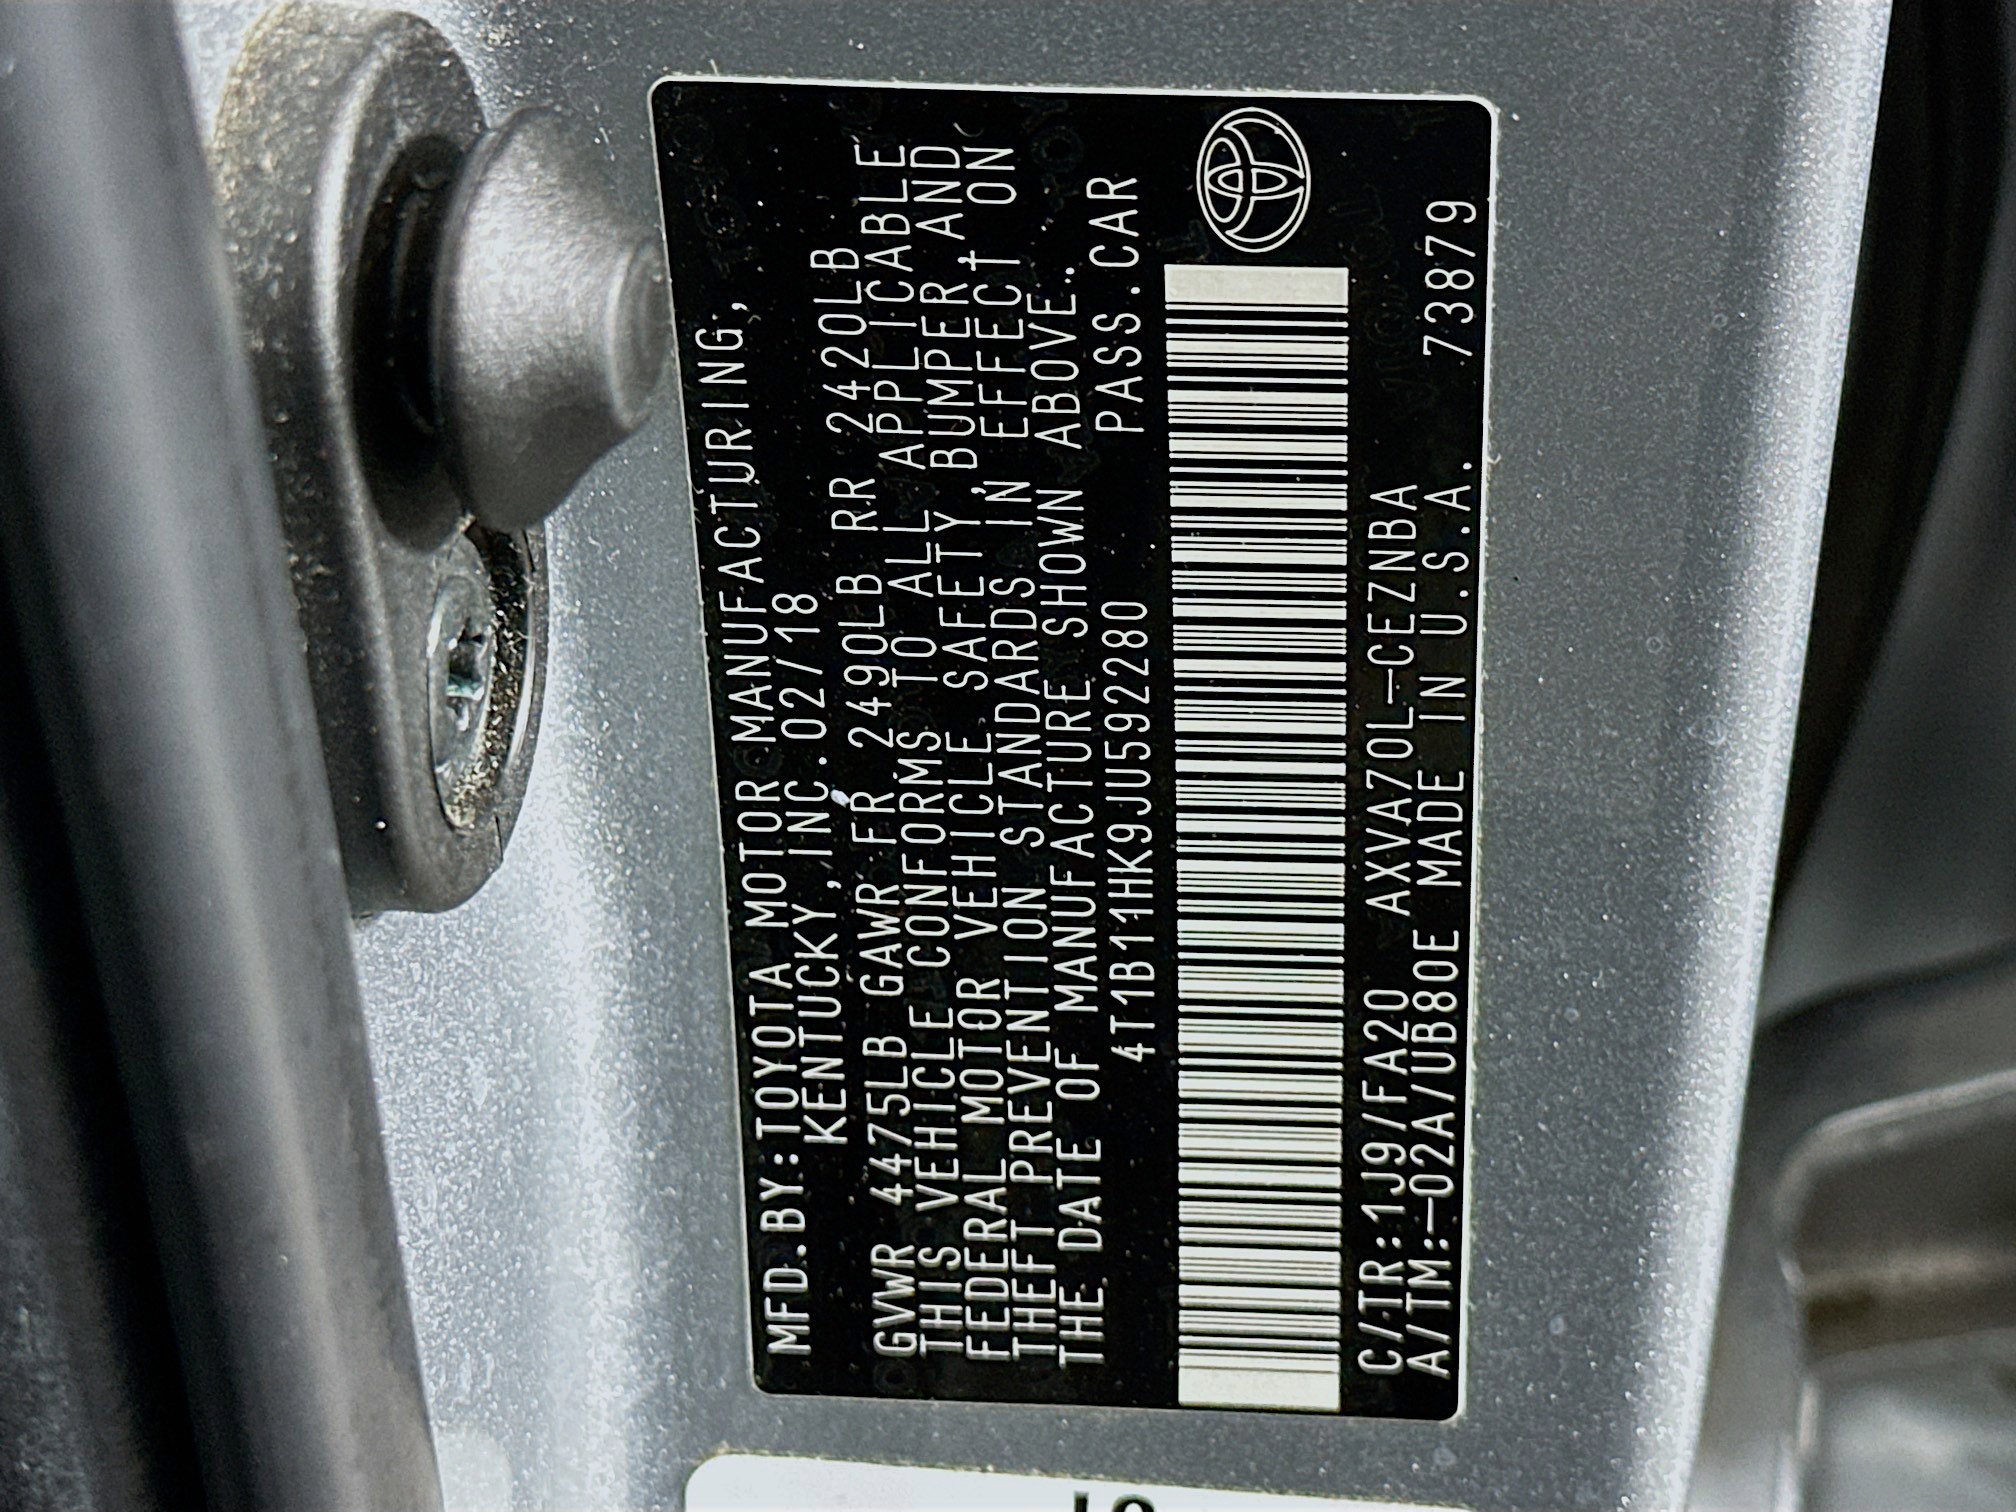 MFD.BY:TOYOTA MOTOR MANUFACTURING,
KENTUCKY,INC.02/18
GVWR 4475LB GAWR FR 2490LB RR 2420LB
THIS VEHICLE CONFORMS TO ALL APPLICABLE
FEDERAL MOTOR VEHICLE SAFETY,BUMPER,AND
THEFT PREVENTION STANDARDS IN EFFECT ON
THE DATE OF MANUFACTURE SHOWN ABOVE.
4T1B11HK9JU592280 PASS.CAR
C/TR:1J9/FA20 AXVA70L-CEZNBA
A/TM:-02A/UB80E MADE IN U.S.A. 73879